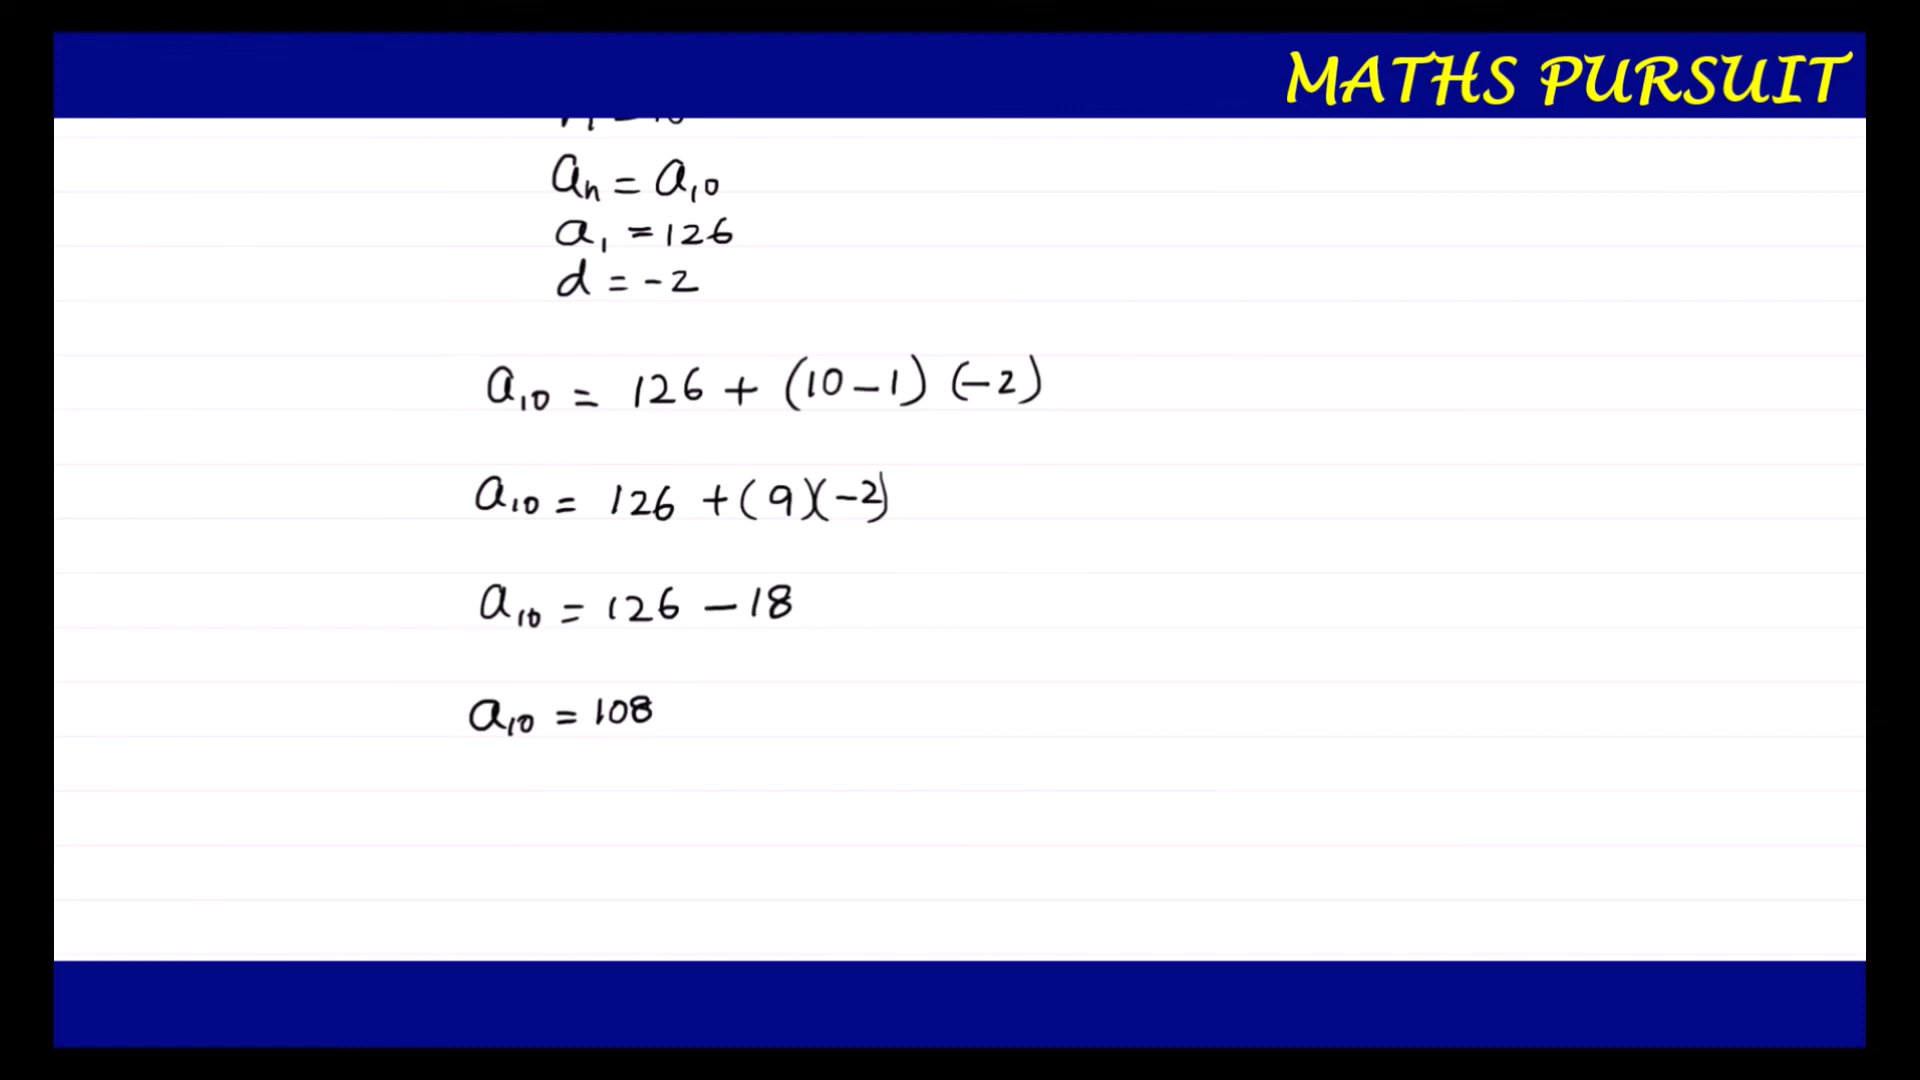 MATHS PURSUIT
aₙ = a₁₀
a₁ = 126
d = -2
a₁₀ = 126 + (10 - 1) (-2)
a₁₀ = 126 + (9)(-2)
a₁₀ = 126 - 18
a₁₀ = 108